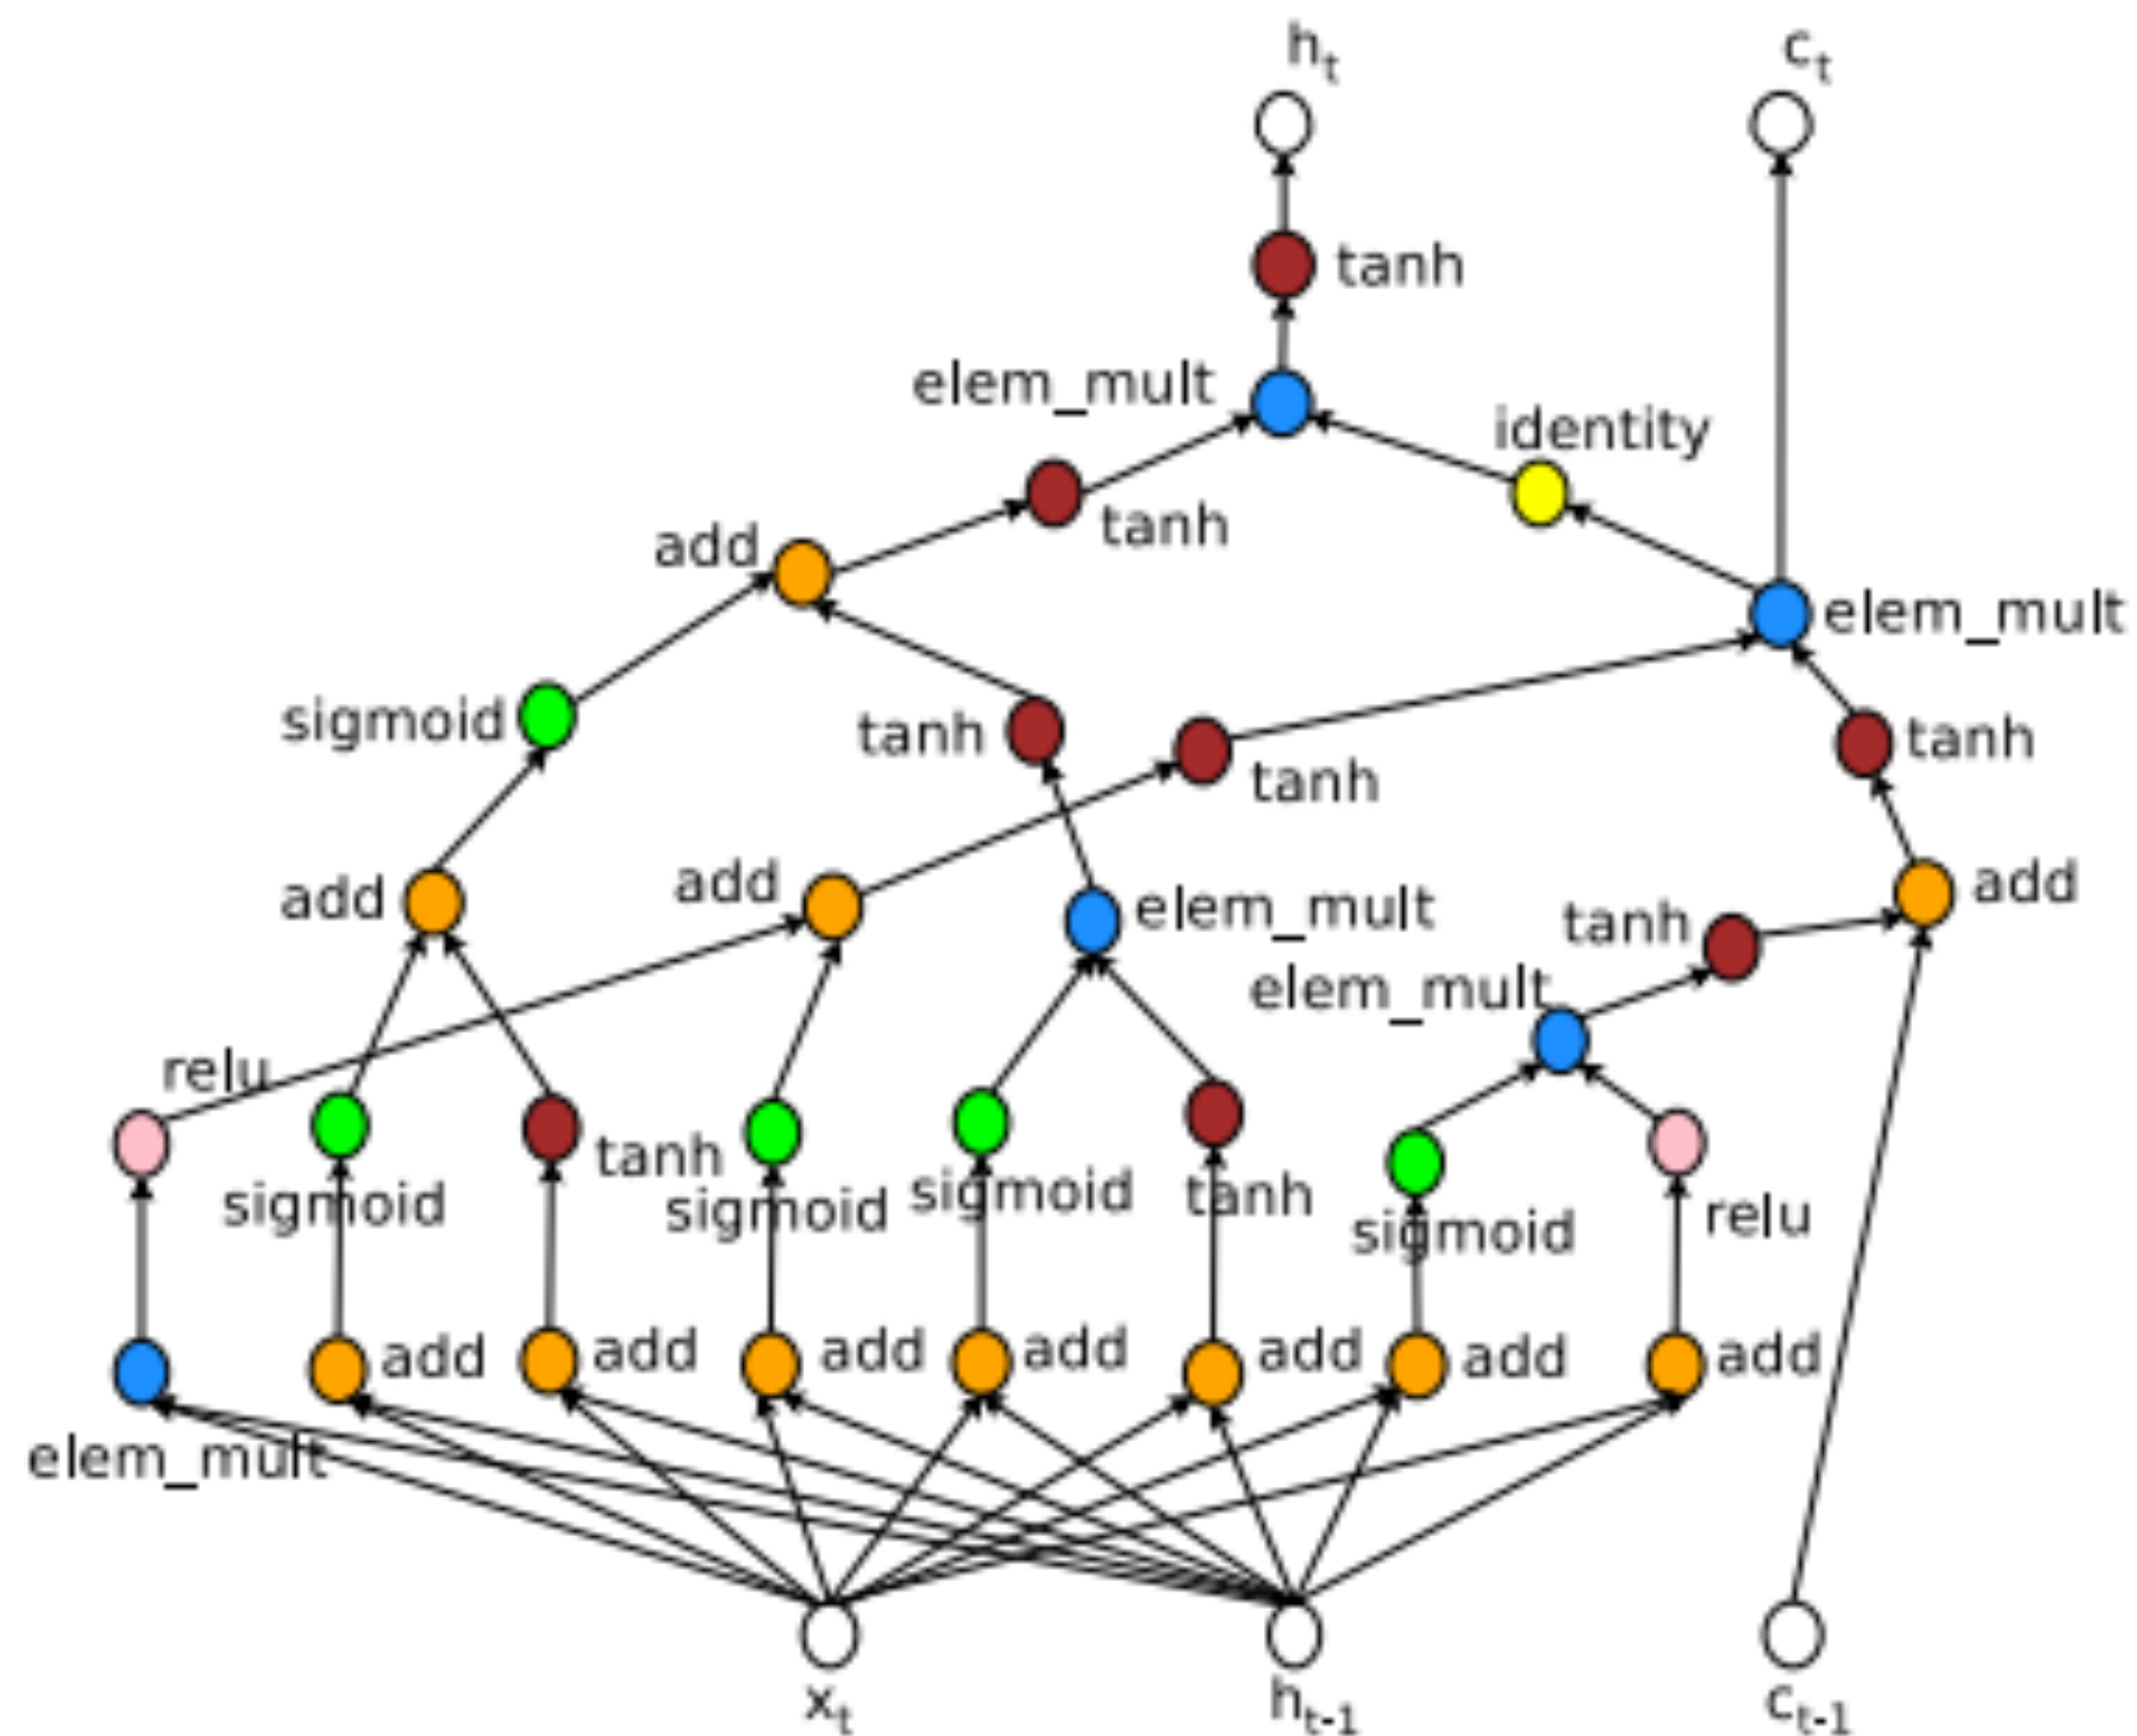 h_t
c_t
tanh
elem_mult
identity
tanh
add
elem_mult
sigmoid
tanh
tanh
tanh
add
add
elem_mult
tanh
add
elem_mult
relu
tanh
sigmoid
sigmoid
sigmoid
tanh
sigmoid
relu
add
add
add
add
add
add
add
elem_mult
x_t
h_t-1
c_t-1